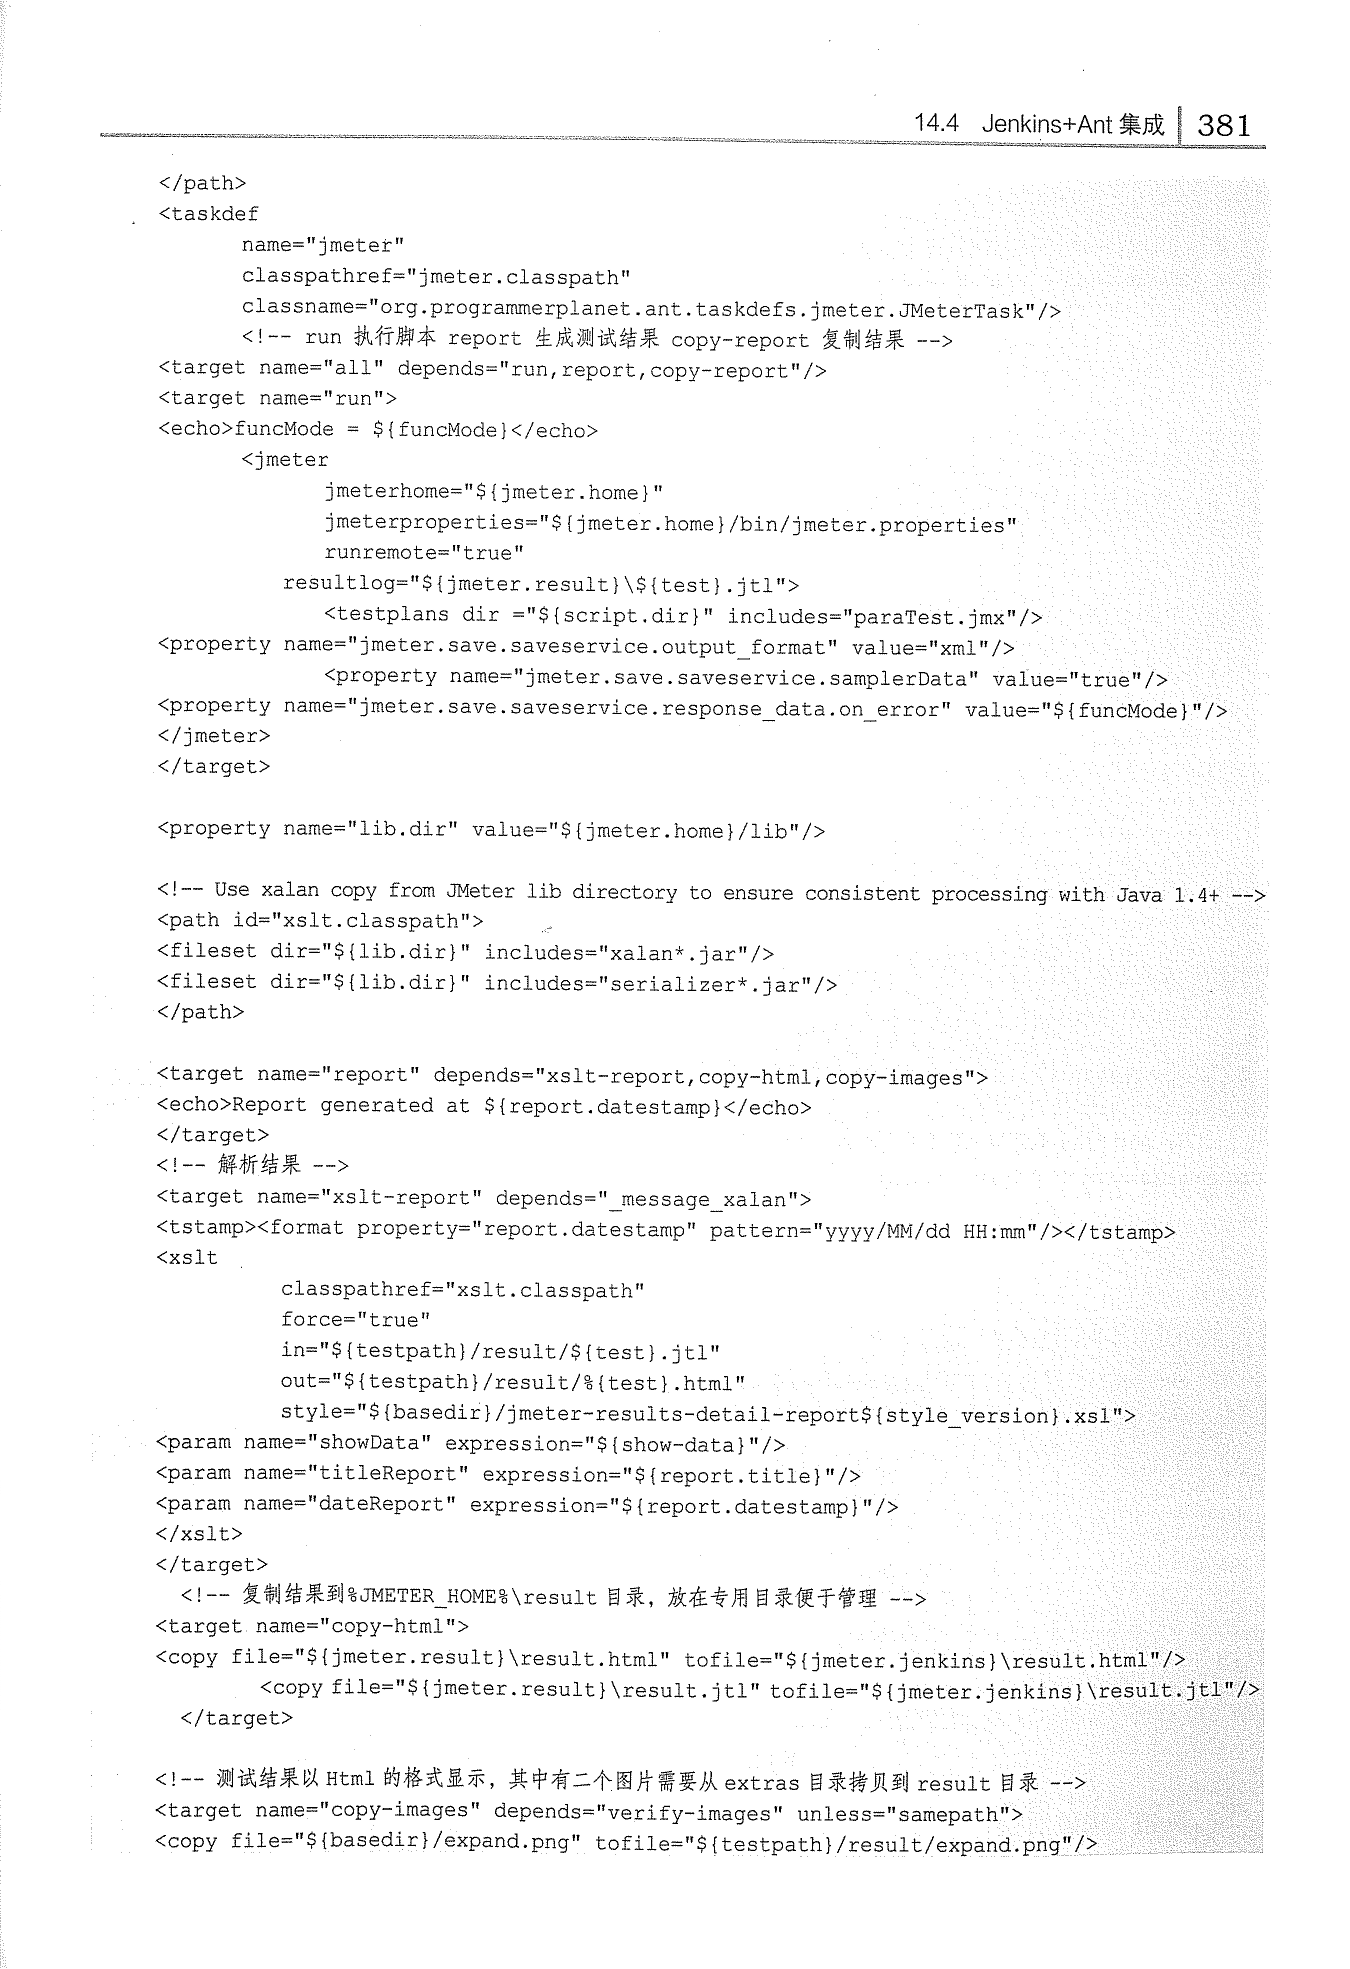 14.4 Jenkins+Ant 集成 381
</path>
<taskdef
name="jmeter"
classpathref="jmeter.classpath"
classname="org.programmerplanet.ant.taskdefs.jmeter.JMeterTask"/>
<!-- run 执行脚本 report 生成测试结果 copy-report 复制结果 -->
<target name="all" depends="run,report,copy-report"/>
<target name="run">
<echo>funcMode = ${funcMode}</echo>
<jmeter
jmeterhome="${jmeter.home}"
jmeterproperties="${jmeter.home}/bin/jmeter.properties"
runremote="true"
resultlog="${jmeter.result}\${test}.jtl">
<testplans dir ="${script.dir}" includes="paraTest.jmx"/>
<property name="jmeter.save.saveservice.output_format" value="xml"/>
<property name="jmeter.save.saveservice.samplerData" value="true"/>
<property name="jmeter.save.saveservice.response_data.on_error" value="${funcMode}"/>
</jmeter>
</target>
<property name="lib.dir" value="${jmeter.home}/lib"/>
<!-- Use xalan copy from JMeter lib directory to ensure consistent processing with Java 1.4+ -->
<path id="xslt.classpath">
<fileset dir="${lib.dir}" includes="xalan*.jar"/>
<fileset dir="${lib.dir}" includes="serializer*.jar"/>
</path>
<target name="report" depends="xslt-report,copy-html,copy-images">
<echo>Report generated at ${report.datestamp}</echo>
</target>
<!-- 解析结果 -->
<target name="xslt-report" depends="_message_xalan">
<tstamp><format property="report.datestamp" pattern="yyyy/MM/dd HH:mm"/></tstamp>
<xslt
classpathref="xslt.classpath"
force="true"
in="${testpath}/result/${test}.jtl"
out="${testpath}/result/%{test}.html"
style="${basedir}/jmeter-results-detail-report${style_version}.xsl">
<param name="showData" expression="${show-data}"/>
<param name="titleReport" expression="${report.title}"/>
<param name="dateReport" expression="${report.datestamp}"/>
</xslt>
</target>
<!-- 复制结果到%JMETER_HOME%\result 目录，放在专用目录便于管理 -->
<target name="copy-html">
<copy file="${jmeter.result}\result.html" tofile="${jmeter.jenkins}\result.html"/>
<copy file="${jmeter.result}\result.jtl" tofile="${jmeter.jenkins}\result.jtl"/>
</target>
<!-- 测试结果以 Html 的格式显示，其中有二个图片需要从 extras 目录拷贝到 result 目录 -->
<target name="copy-images" depends="verify-images" unless="samepath">
<copy file="${basedir}/expand.png" tofile="${testpath}/result/expand.png"/>